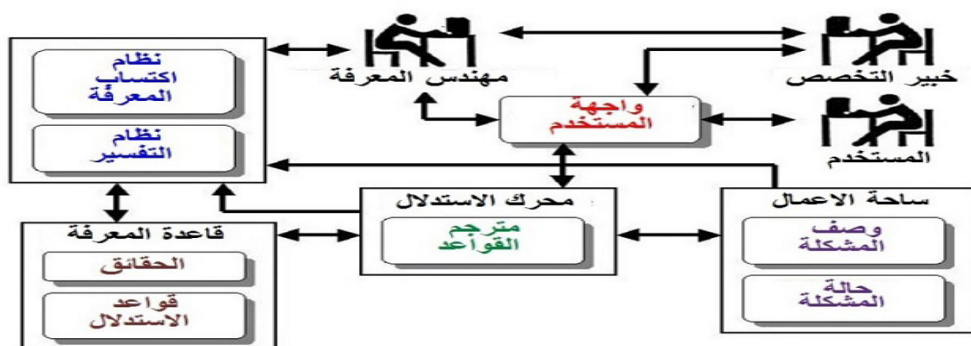 نظام
اكتساب
المعرفة
نظام
التفسير
مهندس المعرفة
خبير التخصص
واجهة
المستخدم
المستخدم
قاعدة المعرفة
الحقائق
قواعد
الاستدلال
محرك الاستدلال
مترجم
القواعد
ساحة الاعمال
وصف
المشكلة
حالة
المشكلة